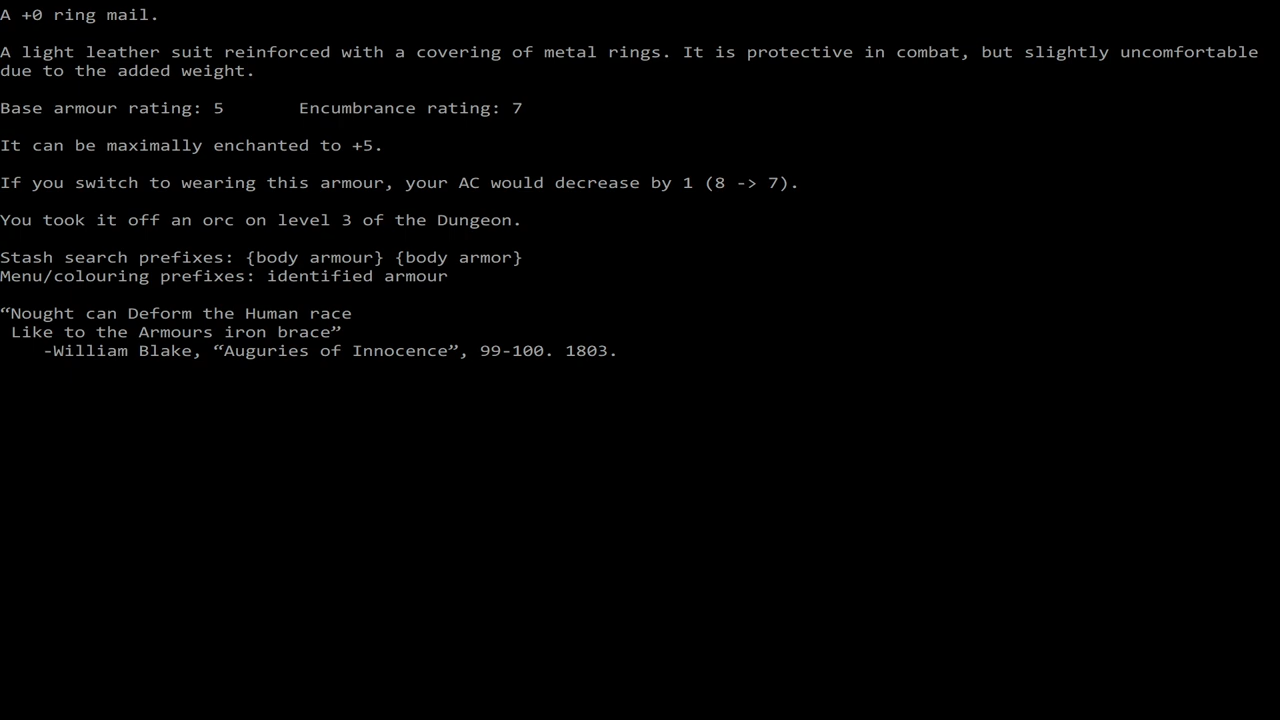 A +0 ring mail.
A light leather suit reinforced with a covering of metal rings. It is protective in combat, but slightly uncomfortable
due to the added weight.
Base armour rating: 5       Encumbrance rating: 7
It can be maximally enchanted to +5.
If you switch to wearing this armour, your AC would decrease by 1 (8 -> 7).
You took it off an orc on level 3 of the Dungeon.
Stash search prefixes: {body armour} {body armor}
Menu/colouring prefixes: identified armour
“Nought can Deform the Human race
 Like to the Armours iron brace”
    -William Blake, “Auguries of Innocence”, 99-100. 1803.